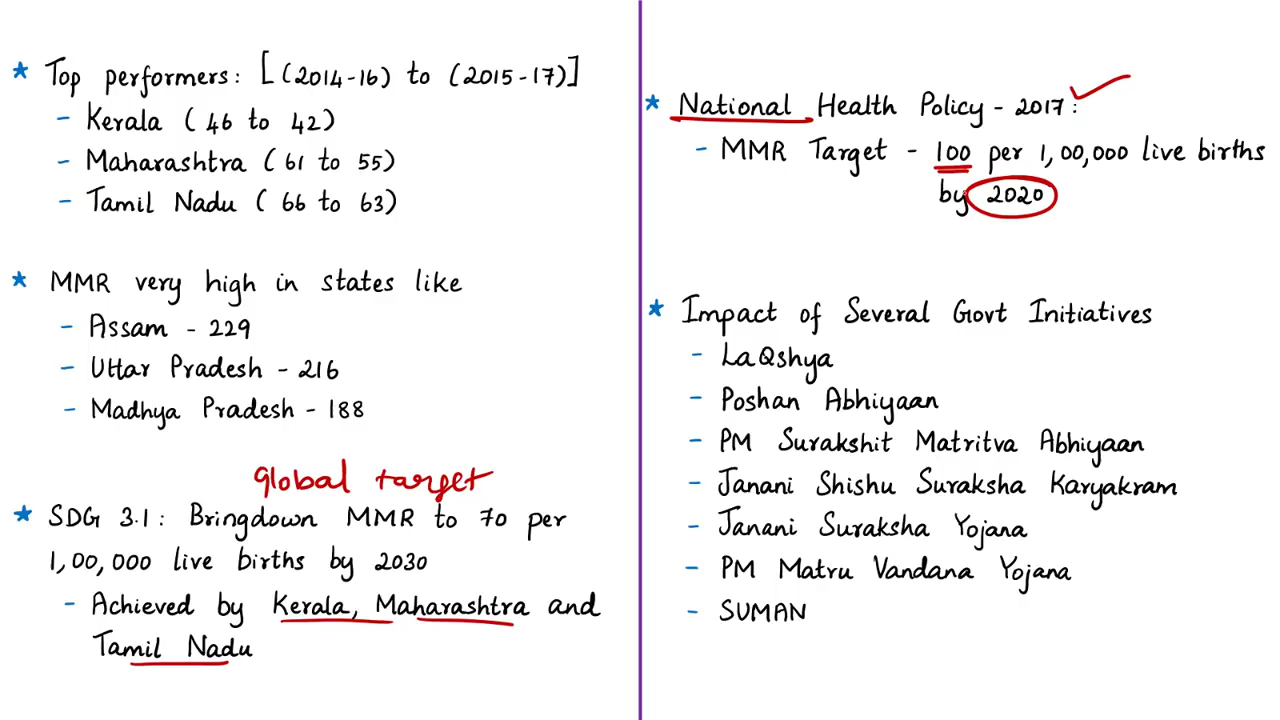 * Top performers: [(2014-16) to (2015-17)]
- Kerala (46 to 42)
- Maharashtra (61 to 55)
- Tamil Nadu (66 to 63)
* MMR very high in states like
- Assam - 229
- Uttar Pradesh - 216
- Madhya Pradesh - 188
Global target
* SDG 3.1: Bringdown MMR to 70 per
1,00,000 live births by 2030
- Achieved by Kerala, Maharashtra and
Tamil Nadu
* National Health Policy - 2017:
- MMR Target - 100 per 1,00,000 live births
by 2020
* Impact of Several Govt Initiatives
- LaQshya
- Poshan Abhiyaan
- PM Surakshit Matritva Abhiyaan
- Janani Shishu Suraksha Karyakram
- Janani Suraksha Yojana
- PM Matru Vandana Yojana
- SUMAN